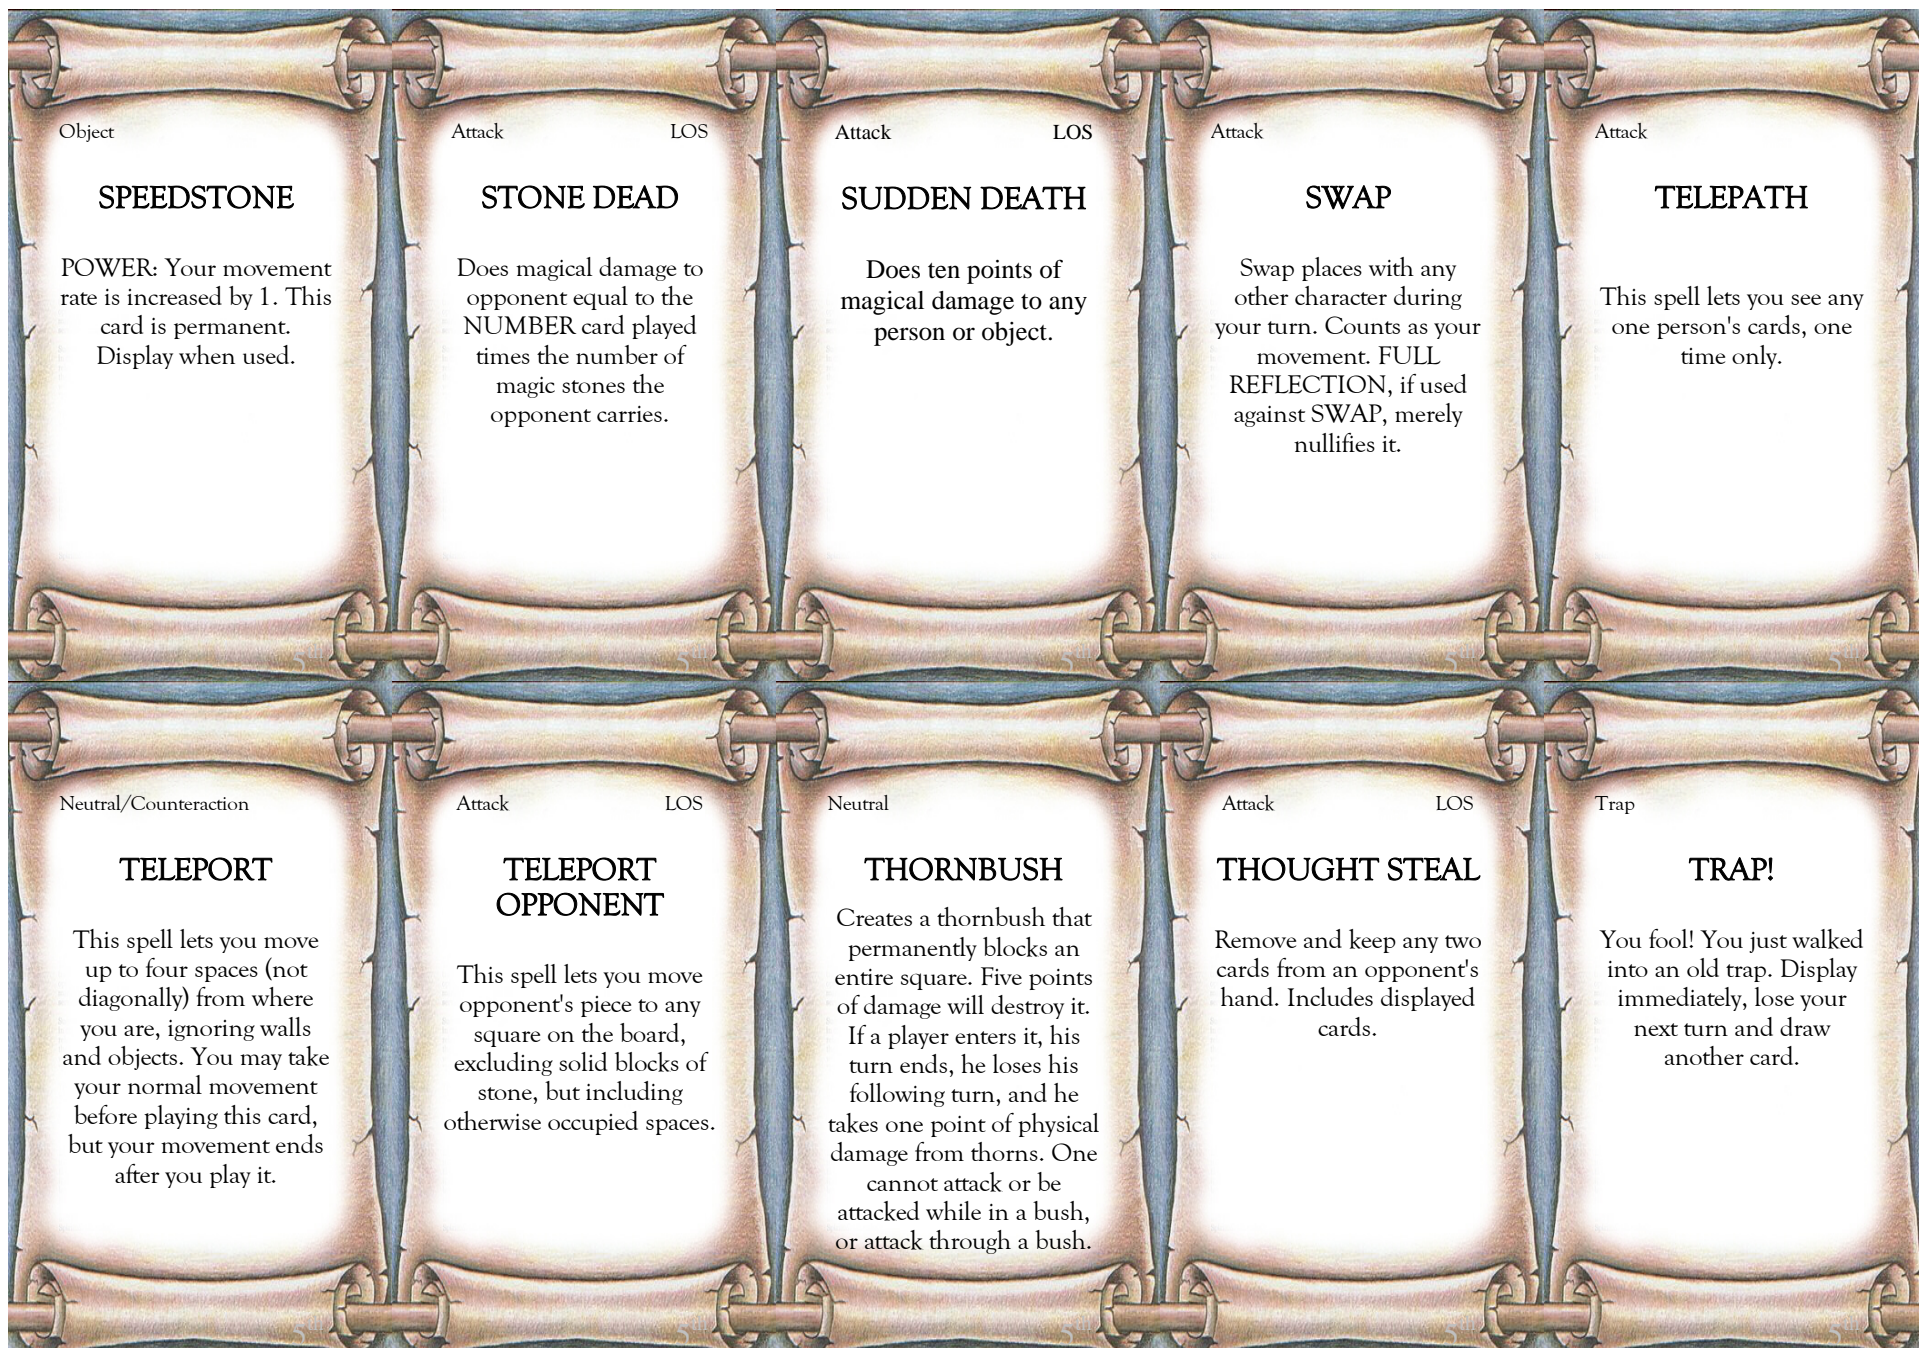 Object
SPEEDSTONE
POWER: Your movement
rate is increased by 1. This
card is permanent.
Display when used.
Attack LOS
STONE DEAD
Does magical damage to
opponent equal to the
NUMBER card played
times the number of
magic stones the
opponent carries.
Attack LOS
SUDDEN DEATH
Does ten points of
magical damage to any
person or object.
Attack
SWAP
Swap places with any
other character during
your turn. Counts as your
movement. FULL
REFLECTION, if used
against SWAP, merely
nullifies it.
Attack
TELEPATH
This spell lets you see any
one person's cards, one
time only.
Neutral/Counteraction
TELEPORT
This spell lets you move
up to four spaces (not
diagonally) from where
you are, ignoring walls
and objects. You may take
your normal movement
before playing this card,
but your movement ends
after you play it.
Attack LOS
TELEPORT
OPPONENT
This spell lets you move
opponent's piece to any
square on the board,
excluding solid blocks of
stone, but including
otherwise occupied spaces.
Neutral
THORNBUSH
Creates a thornbush that
permanently blocks an
entire square. Five points
of damage will destroy it.
If a player enters it, his
turn ends, he loses his
following turn, and he
takes one point of physical
damage from thorns. One
cannot attack or be
attacked while in a bush,
or attack through a bush.
Attack LOS
THOUGHT STEAL
Remove and keep any two
cards from an opponent's
hand. Includes displayed
cards.
Trap
TRAP!
You fool! You just walked
into an old trap. Display
immediately, lose your
next turn and draw
another card.